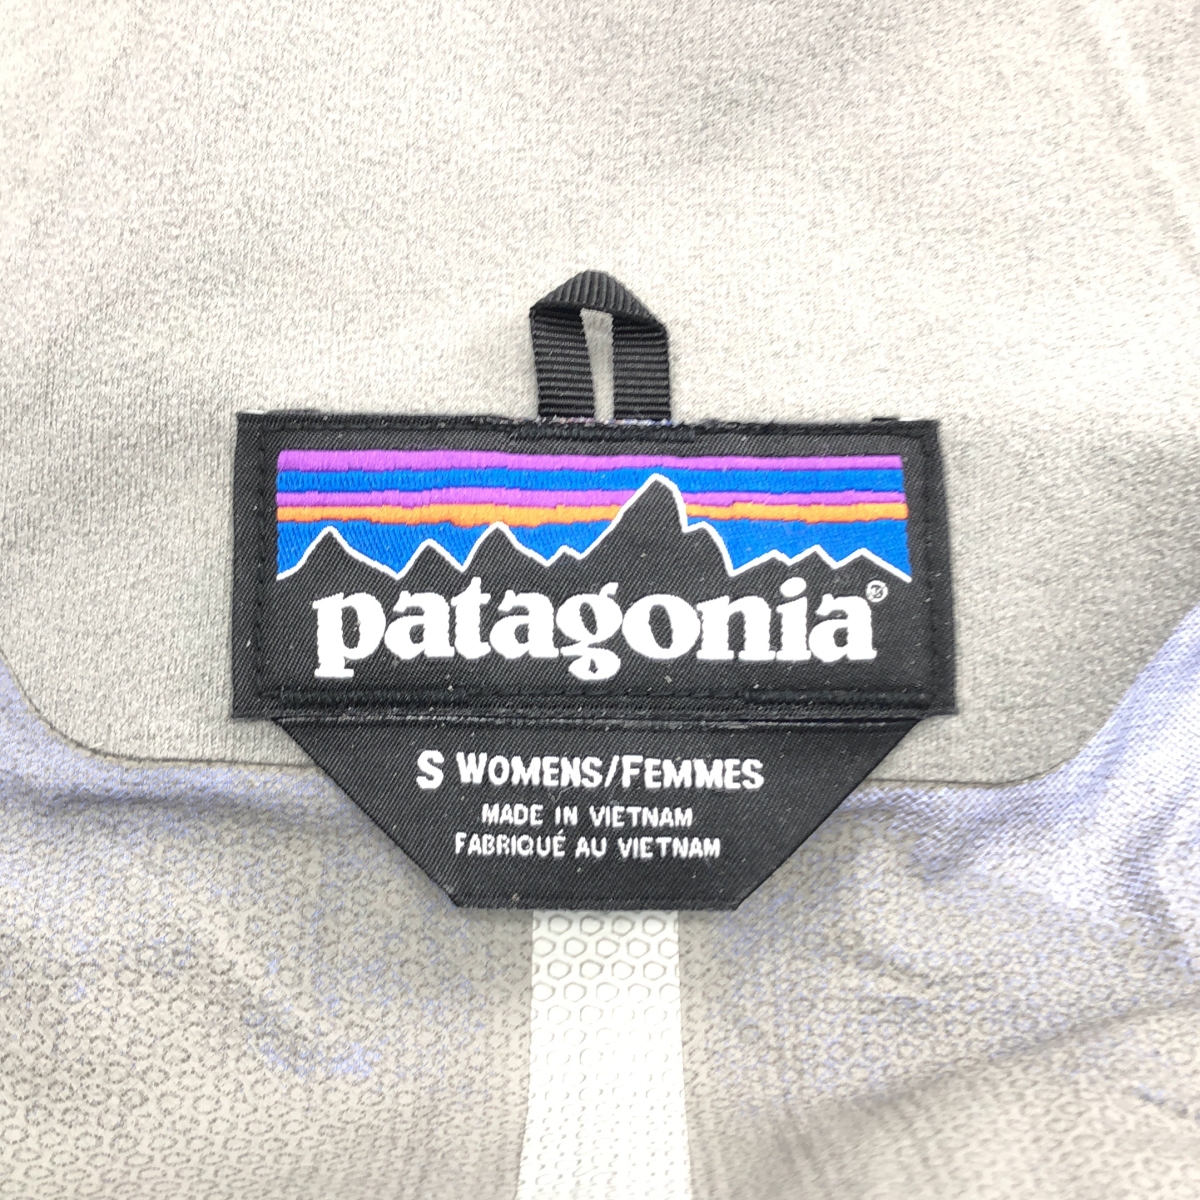 patagonia®
S WOMENS/FEMMES
MADE IN VIETNAM
FABRIQUÉ AU VIETNAM